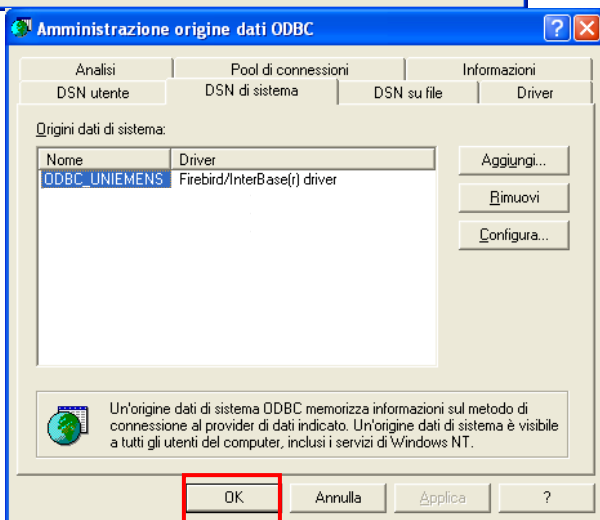 Amministrazione origine dati ODBC
Analisi Pool di connessioni Informazioni
DSN utente DSN di sistema DSN su file Driver
Origini dati di sistema:
Nome Driver
ODBC_UNIEMENS Firebird/InterBase(r) driver
Aggiungi...
Rimuovi
Configura...
Un'origine dati di sistema ODBC memorizza informazioni sul metodo di
connessione al provider di dati indicato. Un'origine dati di sistema è visibile
a tutti gli utenti del computer, inclusi i servizi di Windows NT.
OK Annulla Applica ?